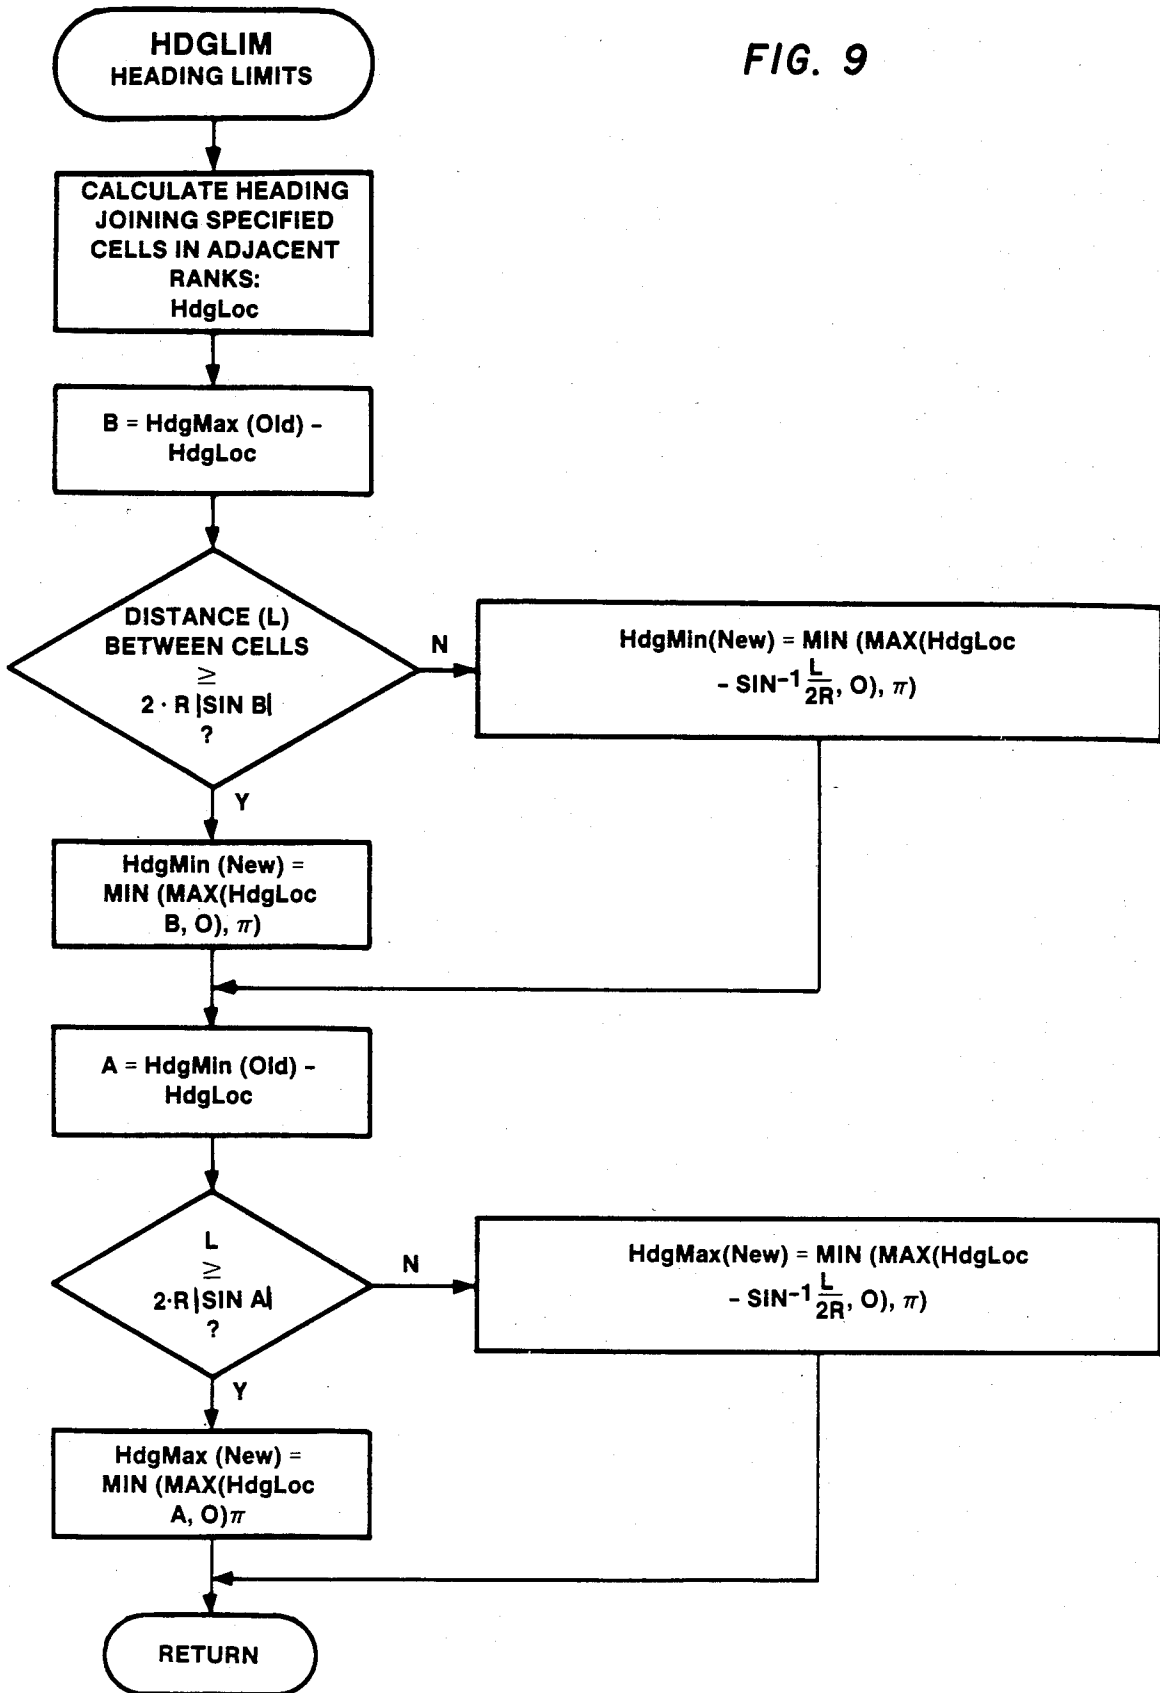 HDGLIM
HEADING LIMITS
FIG. 9
CALCULATE HEADING
JOINING SPECIFIED
CELLS IN ADJACENT
RANKS:
HdgLoc
B = HdgMax (Old) –
HdgLoc
DISTANCE (L)
BETWEEN CELLS
≥
2 · R |SIN B|
?
N
HdgMin(New) = MIN (MAX(HdgLoc
– SIN⁻¹ L/2R, O), π)
Y
HdgMin (New) =
MIN (MAX(HdgLoc
B, O), π)
A = HdgMin (Old) –
HdgLoc
L
≥
2·R |SIN A|
?
N
HdgMax(New) = MIN (MAX(HdgLoc
– SIN⁻¹ L/2R, O), π)
Y
HdgMax (New) =
MIN (MAX(HdgLoc
A, O)π
RETURN